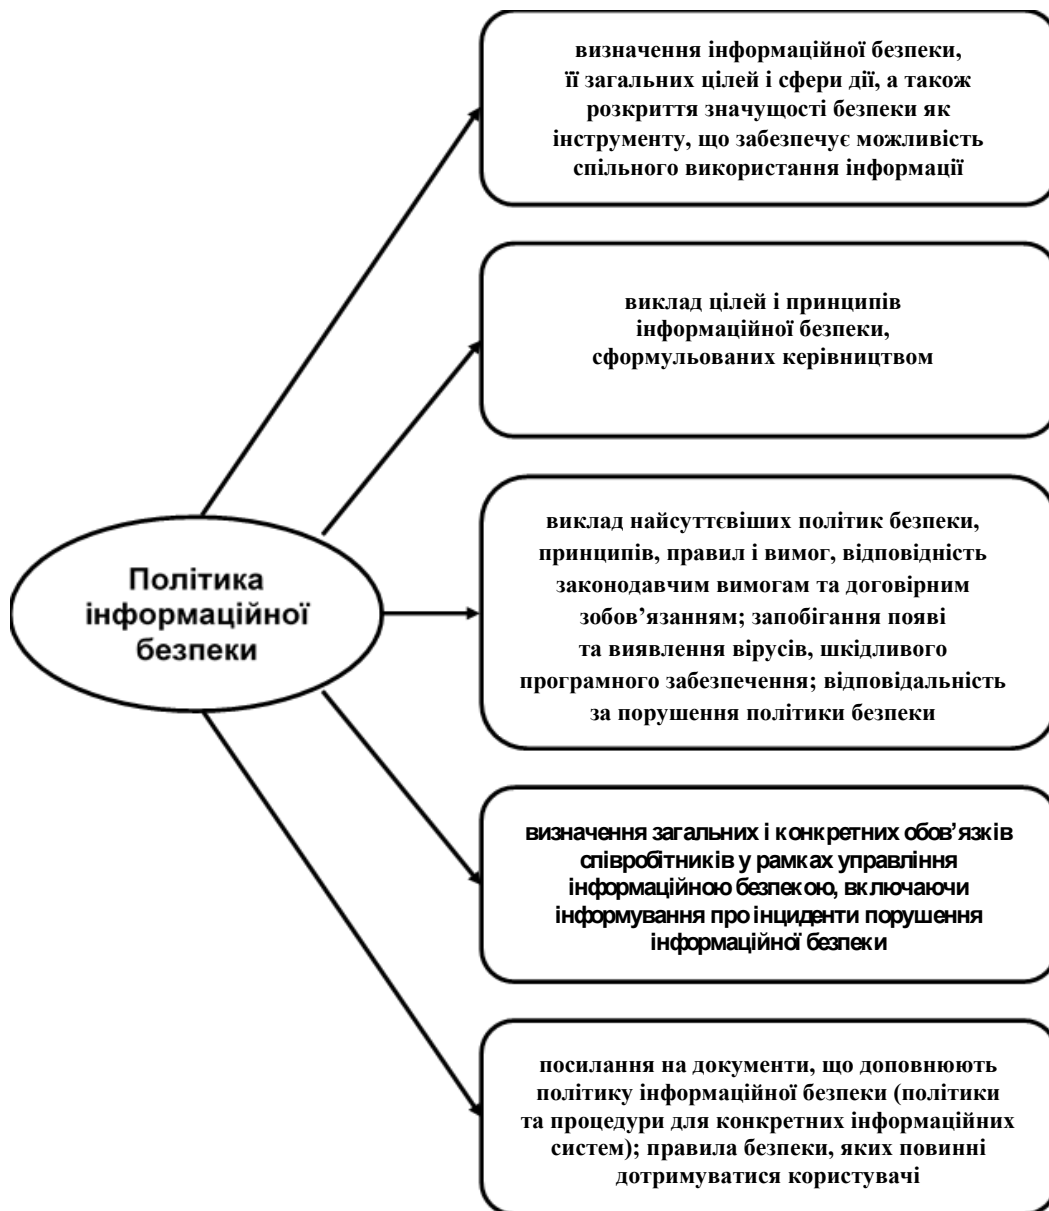 визначення інформаційної безпеки,
її загальних цілей і сфери дії, а також
розкриття значущості безпеки як
інструменту, що забезпечує можливість
спільного використання інформації
виклад цілей і принципів
інформаційної безпеки,
сформульованих керівництвом
виклад найсуттєвіших політик безпеки,
принципів, правил і вимог, відповідність
законодавчим вимогам та договірним
зобов’язанням; запобігання появі
та виявлення вірусів, шкідливого
програмного забезпечення; відповідальність
за порушення політики безпеки
Політика
інформаційної
безпеки
визначення загальних і конкретних обов’язків
співробітників у рамках управління
інформаційною безпекою, включаючи
інформування про інциденти порушення
інформаційної безпеки
посилання на документи, що доповнюють
політику інформаційної безпеки (політики
та процедури для конкретних інформаційних
систем); правила безпеки, яких повинні
дотримуватися користувачі